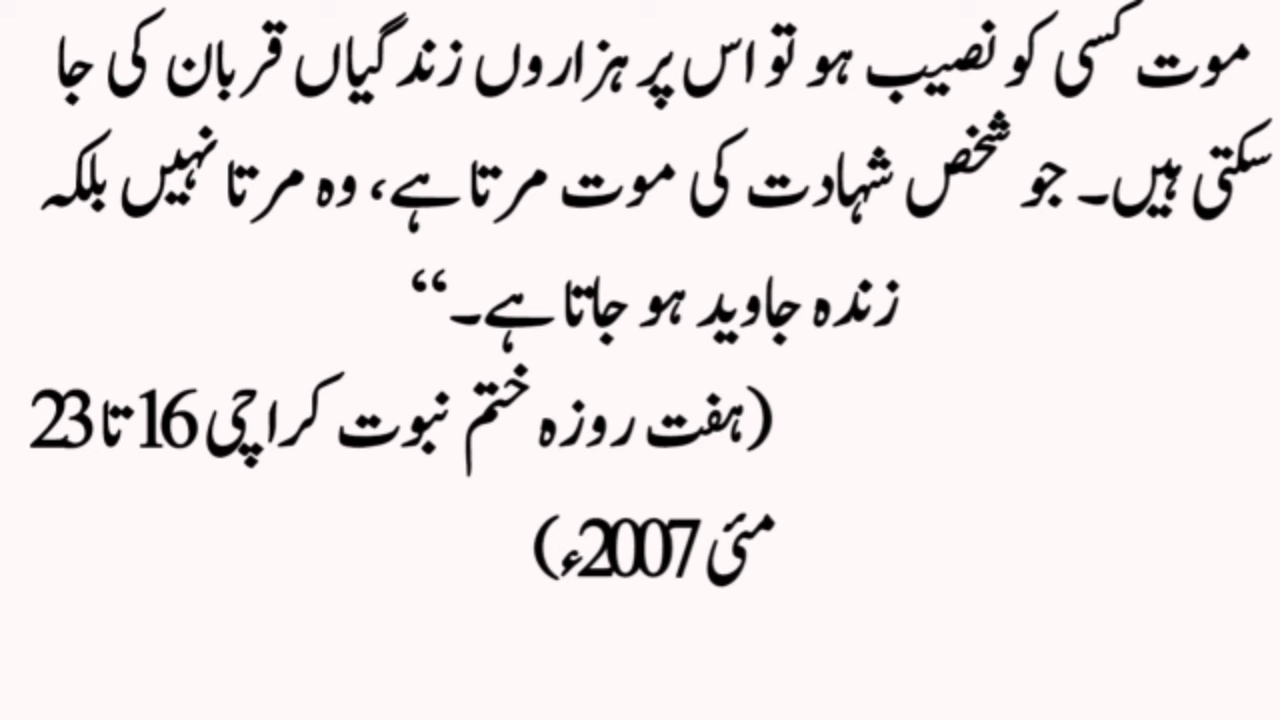 موت کسی کو نصیب ہو تو اس پر ہزاروں زندگیاں قربان کی جا
سکتی ہیں۔ جو شخص شہادت کی موت مرتا ہے، وہ مرتا نہیں بلکہ
زندہ جاوید ہو جاتا ہے۔“
(ہفت روزہ ختم نبوت کراچی 16 تا 23
مئی 2007ء)